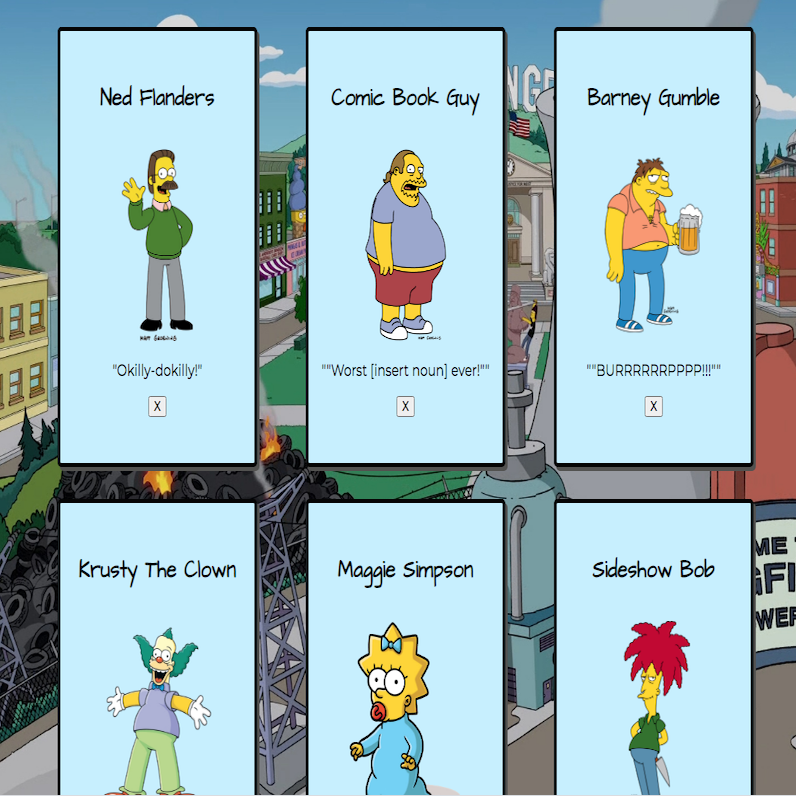 Ned Flanders
Comic Book Guy
Barney Gumble
"Okilly-dokilly!"
""Worst [insert noun] ever!""
""BURRRRRRPPPP!!!""
X
X
X
Krusty The Clown
Maggie Simpson
Sideshow Bob